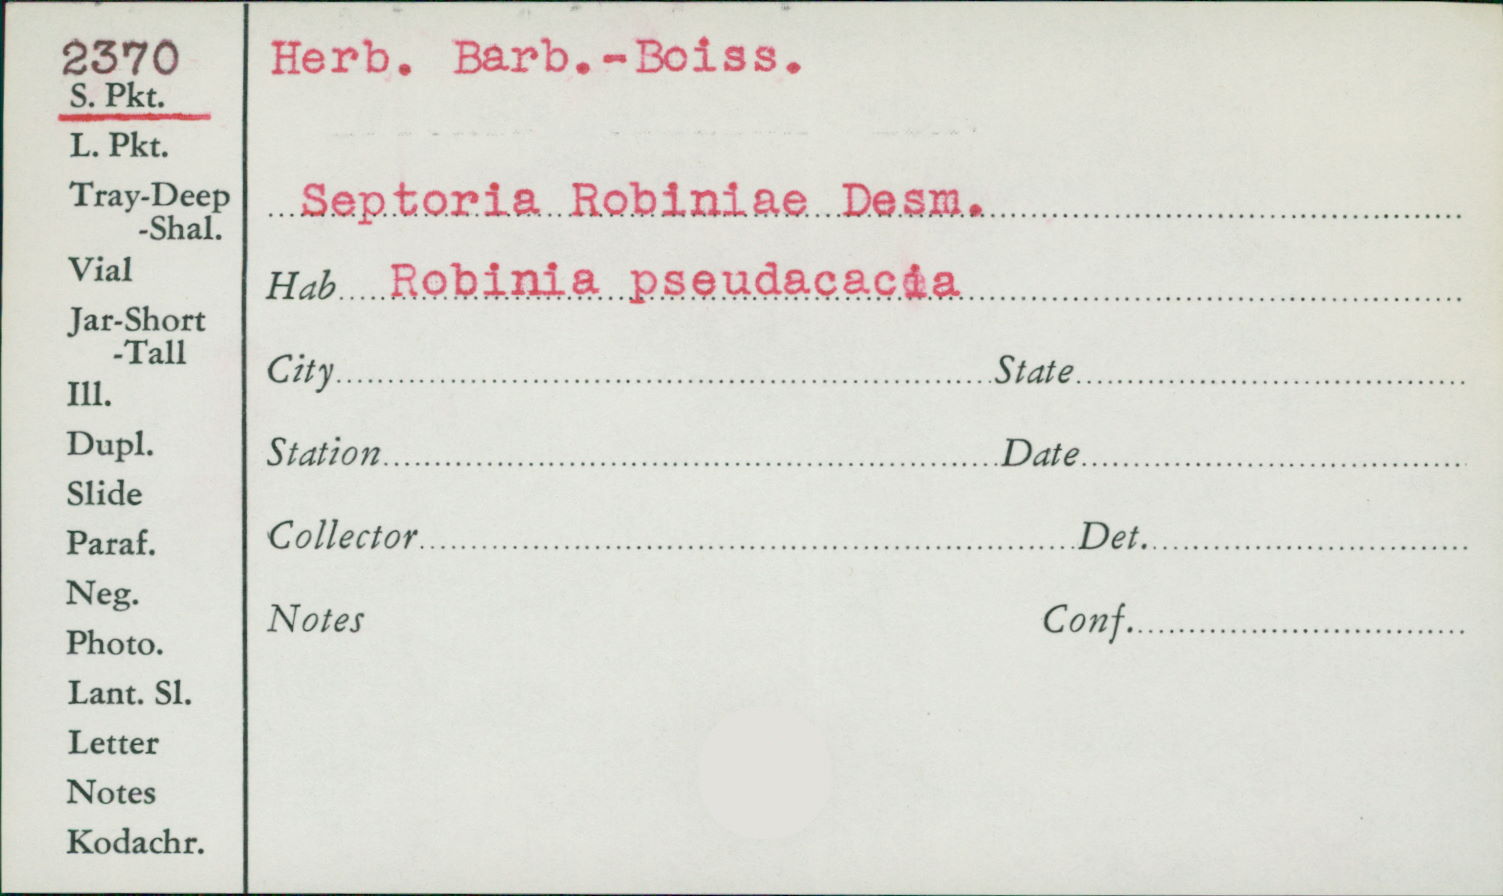 2370
S. Pkt.
L. Pkt.
Tray-Deep
-Shal.
Vial
Jar-Short
-Tall
Ill.
Dupl.
Slide
Paraf.
Neg.
Photo.
Lant. Sl.
Letter
Notes
Kodachr.
Herb. Barb.-Boiss.
Septoria Robiniae Desm.
Hab Robinia pseudacacia
City State
Station Date
Collector Det.
Notes Conf.